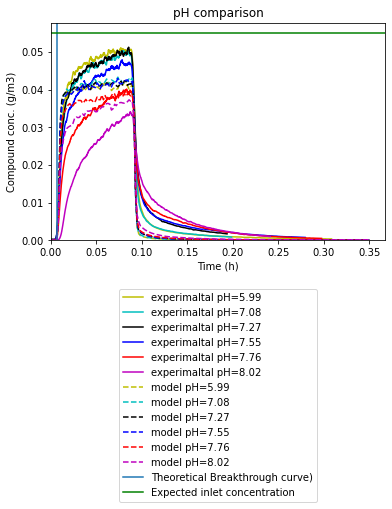 pH comparison
Compound conc. (g/m3)
0.05
0.04
0.03
0.02
0.01
0.00
0.00 0.05 0.10 0.15 0.20 0.25 0.30 0.35
Time (h)
experimaltal pH=5.99
experimaltal pH=7.08
experimaltal pH=7.27
experimaltal pH=7.55
experimaltal pH=7.76
experimaltal pH=8.02
model pH=5.99
model pH=7.08
model pH=7.27
model pH=7.55
model pH=7.76
model pH=8.02
Theoretical Breakthrough curve)
Expected inlet concentration